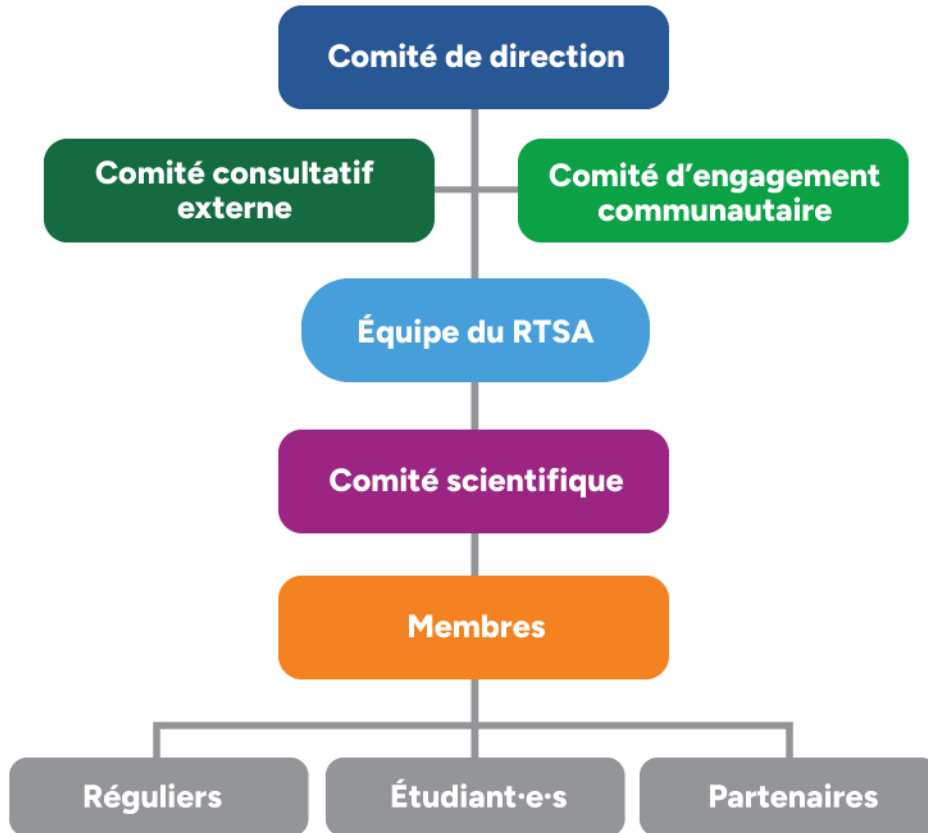 Comité de direction
Comité consultatif
externe
Comité d’engagement
communautaire
Équipe du RTSA
Comité scientifique
Membres
Réguliers
Étudiant·e·s
Partenaires